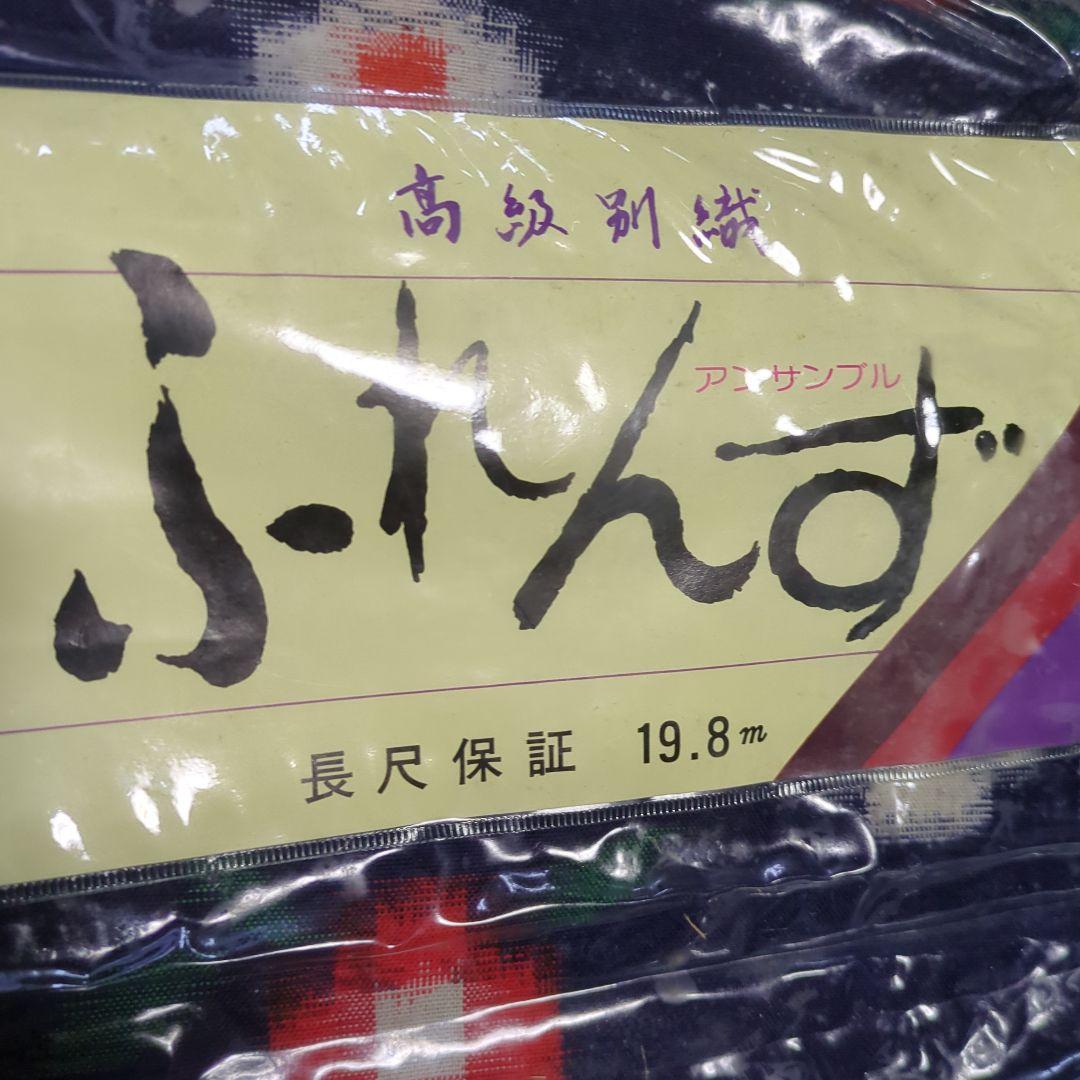 高級別織
アンサンブル
ふれんず
長尺保証 19.8m